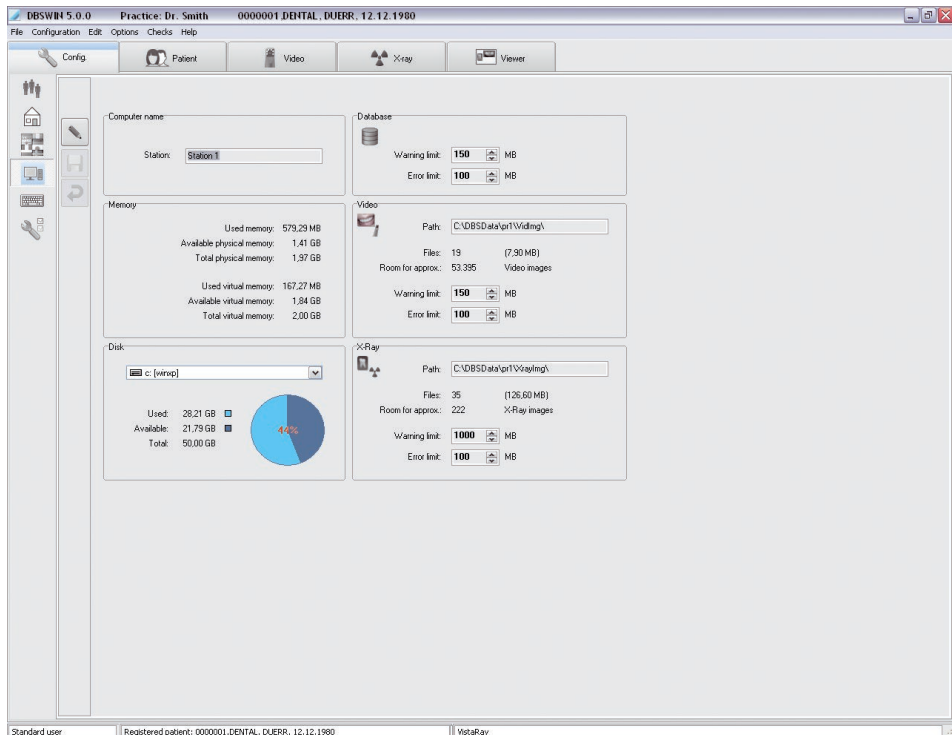 DBSWIN 5.0.0 Practice: Dr. Smith 0000001,DENTAL, DUERR, 12.12.1980
File Configuration Edit Options Checks Help
Config. Patient Video X-ray Viewer
Computer name
Station: Station 1
Database
Warning limit: 150 MB
Error limit: 100 MB
Memory
Used memory: 579,29 MB
Available physical memory: 1,41 GB
Total physical memory: 1,97 GB
Used virtual memory: 167,27 MB
Available virtual memory: 1,84 GB
Total virtual memory: 2,00 GB
Video
Path: C:\DBSData\pr1\VidImg\
Files: 19 (7,90 MB)
Room for approx.: 53.395 Video images
Warning limit: 150 MB
Error limit: 100 MB
Disk
c: [winxp]
Used: 28,21 GB
Available: 21,79 GB
Total: 50,00 GB
44%
X-Ray
Path: C:\DBSData\pr1\XrayImg\
Files: 35 (126,60 MB)
Room for approx.: 222 X-Ray images
Warning limit: 1000 MB
Error limit: 100 MB
Standard user Registered patient: 0000001,DENTAL, DUERR, 12.12.1980 VistaRay